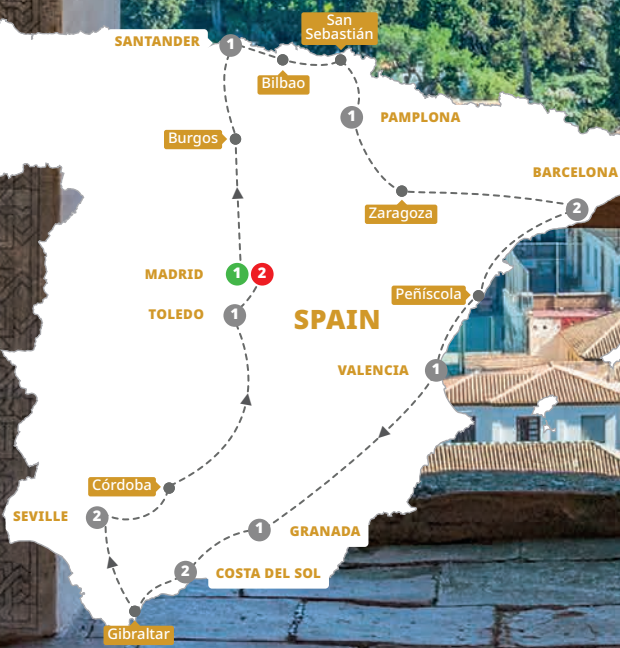 San
Sebastián
SANTANDER
1
Bilbao
1
PAMPLONA
Burgos
BARCELONA
Zaragoza
2
MADRID
1
2
Peñíscola
TOLEDO
1
SPAIN
VALENCIA
1
Córdoba
SEVILLE
2
1
GRANADA
2
COSTA DEL SOL
Gibraltar